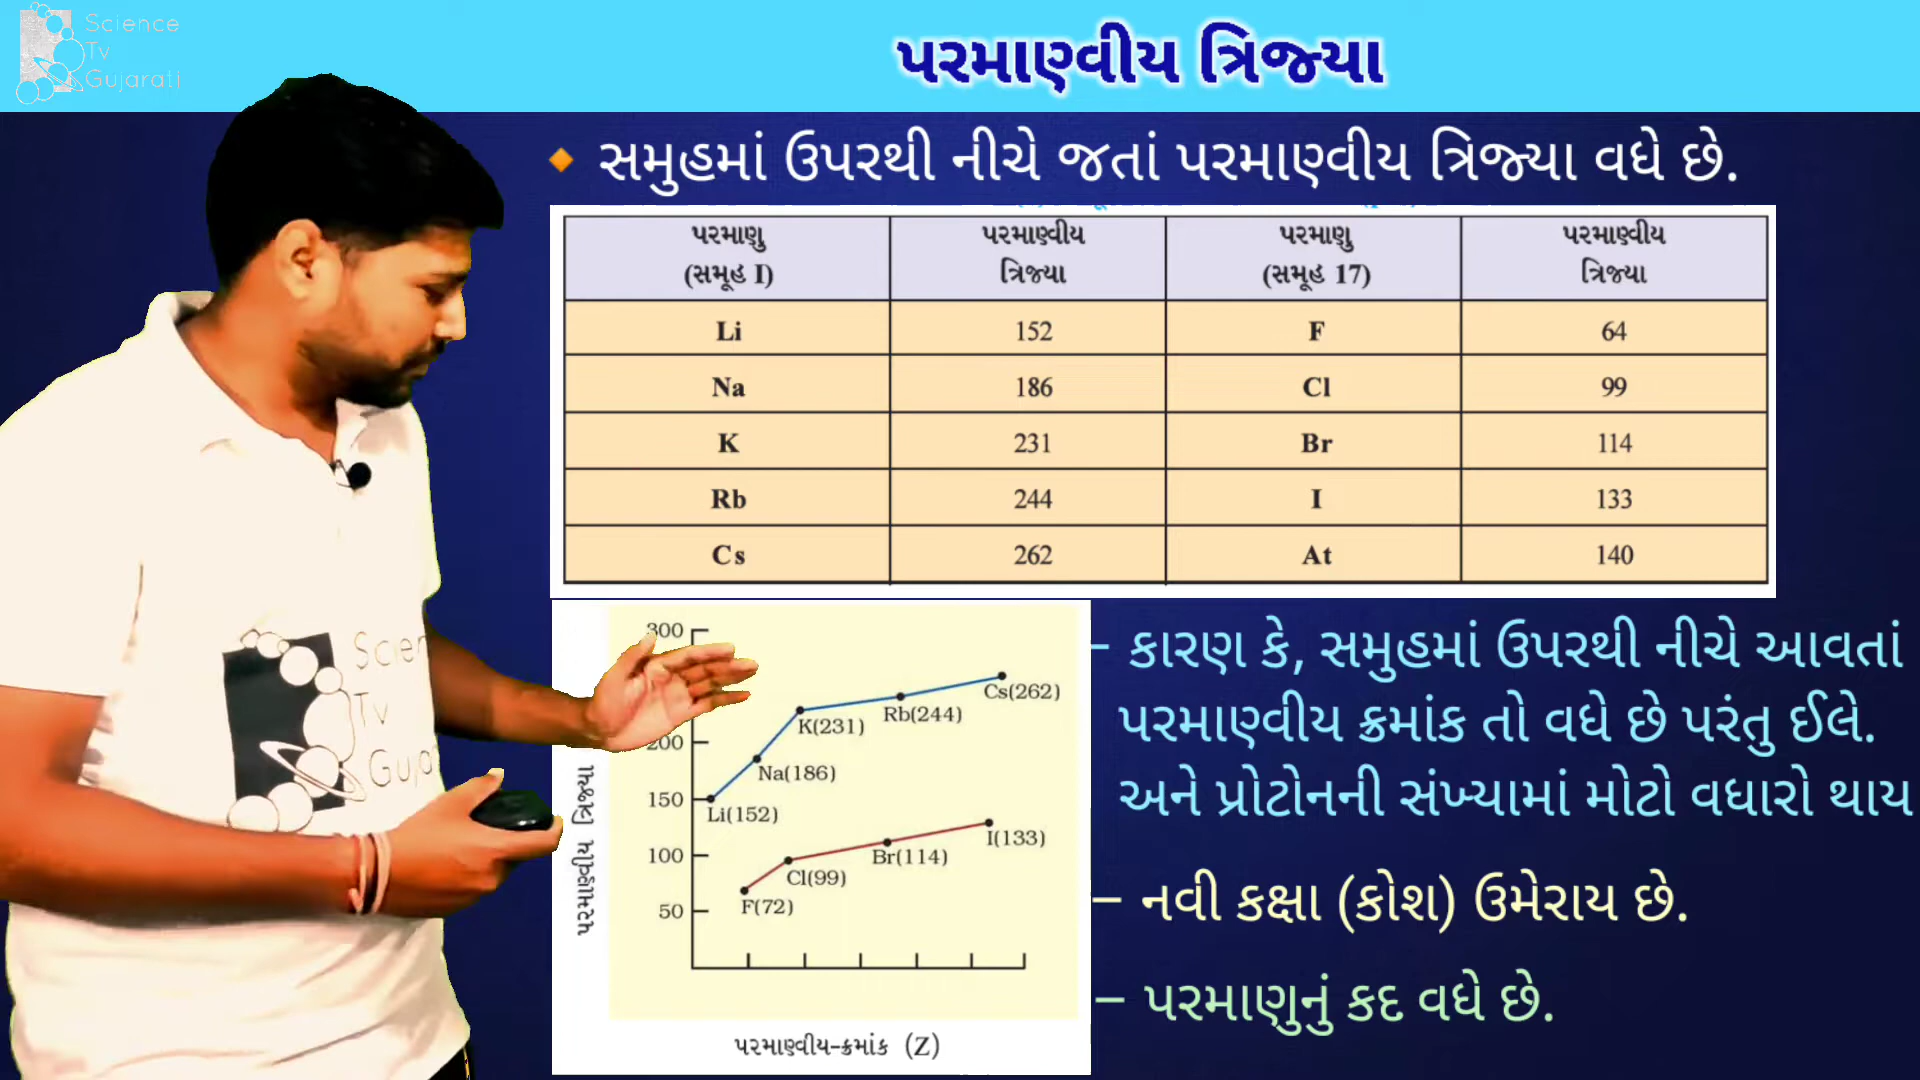 Science
Tv
Gujarati
પરમાણ્વીય ત્રિજ્યા
સમુહમાં ઉપરથી નીચે જતાં પરમાણ્વીય ત્રિજ્યા વધે છે.
પરમાણુ (સમૂહ I) પરમાણ્વીય ત્રિજ્યા પરમાણુ (સમૂહ 17) પરમાણ્વીય ત્રિજ્યા
Li 152 F 64
Na 186 Cl 99
K 231 Br 114
Rb 244 I 133
Cs 262 At 140
300
200
150
100
50
Cs(262)
Rb(244)
K(231)
Na(186)
Li(152)
I(133)
Br(114)
Cl(99)
F(72)
પરમાણ્વીય ત્રિજ્યા
પરમાણ્વીય-ક્રમાંક (Z)
– કારણ કે, સમુહમાં ઉપરથી નીચે આવતાં
પરમાણ્વીય ક્રમાંક તો વધે છે પરંતુ ઈલે.
અને પ્રોટોનની સંખ્યામાં મોટો વધારો થાય
– નવી કક્ષા (કોશ) ઉમેરાય છે.
– પરમાણુનું કદ વધે છે.
Scien
Tv
Guja